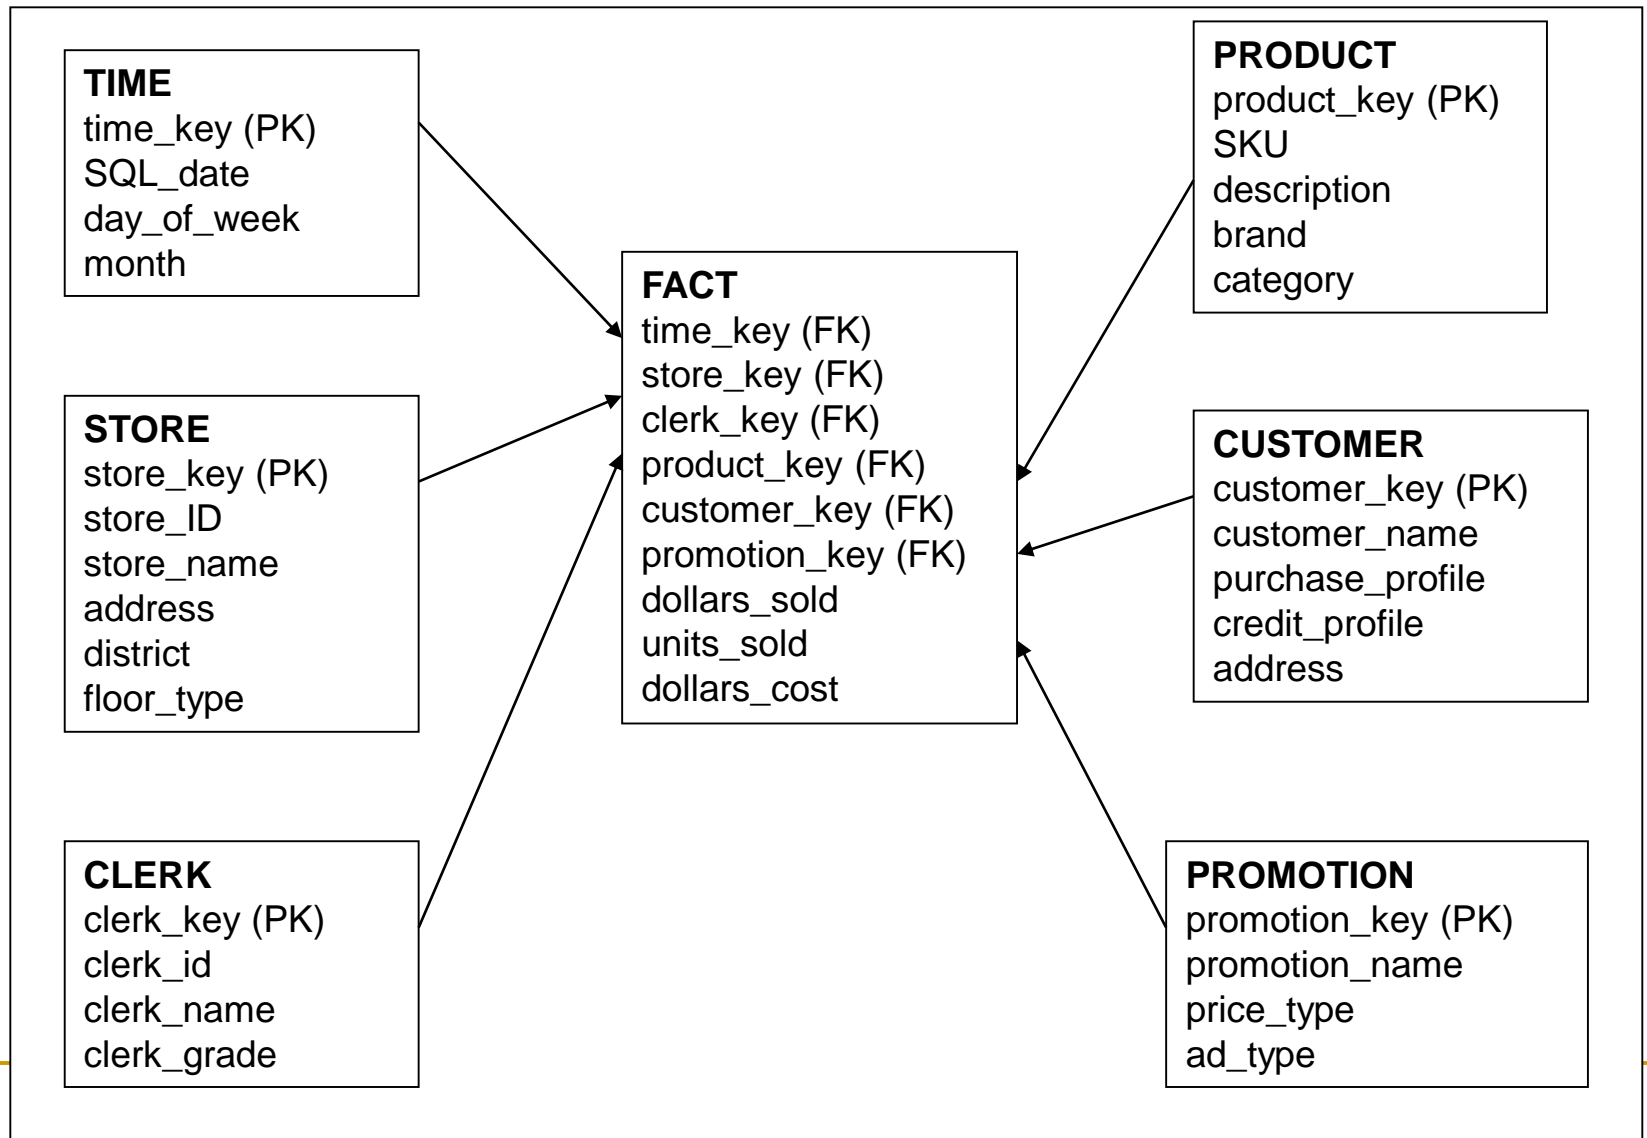 TIME
time_key (PK)
SQL_date
day_of_week
month
STORE
store_key (PK)
store_ID
store_name
address
district
floor_type
CLERK
clerk_key (PK)
clerk_id
clerk_name
clerk_grade
FACT
time_key (FK)
store_key (FK)
clerk_key (FK)
product_key (FK)
customer_key (FK)
promotion_key (FK)
dollars_sold
units_sold
dollars_cost
PRODUCT
product_key (PK)
SKU
description
brand
category
CUSTOMER
customer_key (PK)
customer_name
purchase_profile
credit_profile
address
PROMOTION
promotion_key (PK)
promotion_name
price_type
ad_type